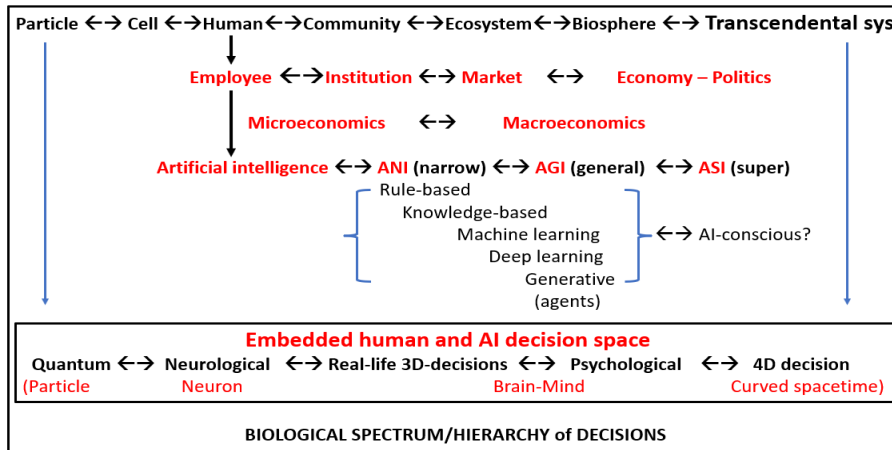 Particle ←→ Cell ←→ Human ←→ Community ←→ Ecosystem ←→ Biosphere ←→ Transcendental sys
Employee ←→ Institution ←→ Market ←→ Economy – Politics
Microeconomics ←→ Macroeconomics
Artificial intelligence ←→ ANI (narrow) ←→ AGI (general) ←→ ASI (super)
Rule-based
Knowledge-based
Machine learning ←→ AI-conscious?
Deep learning
Generative
(agents)
Embedded human and AI decision space
Quantum ←→ Neurological ←→ Real-life 3D-decisions ←→ Psychological ←→ 4D decision
(Particle Neuron Brain-Mind Curved spacetime)
BIOLOGICAL SPECTRUM/HIERARCHY of DECISIONS